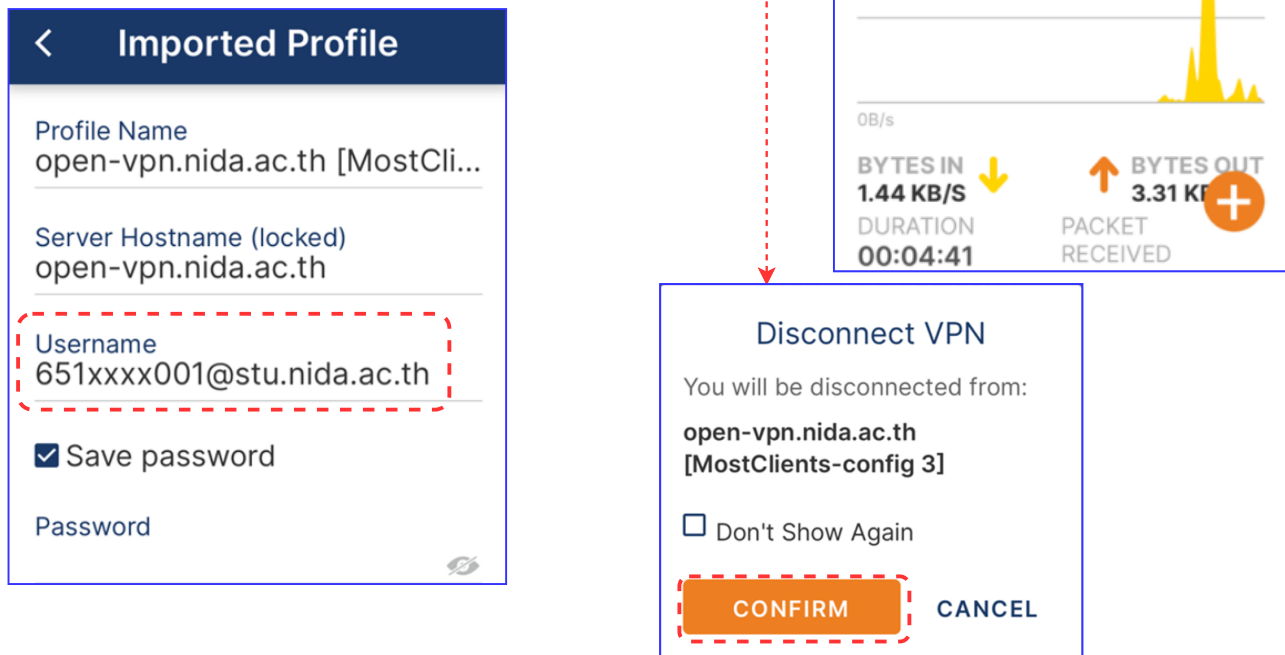 Imported Profile
Profile Name
open-vpn.nida.ac.th [MostCli...
Server Hostname (locked)
open-vpn.nida.ac.th
Username
651xxxx001@stu.nida.ac.th
Save password
Password
0B/s
BYTES IN
1.44 KB/S
BYTES OUT
3.31
DURATION
00:04:41
PACKET
RECEIVED
Disconnect VPN
You will be disconnected from:
open-vpn.nida.ac.th
[MostClients-config 3]
Don't Show Again
CONFIRM
CANCEL